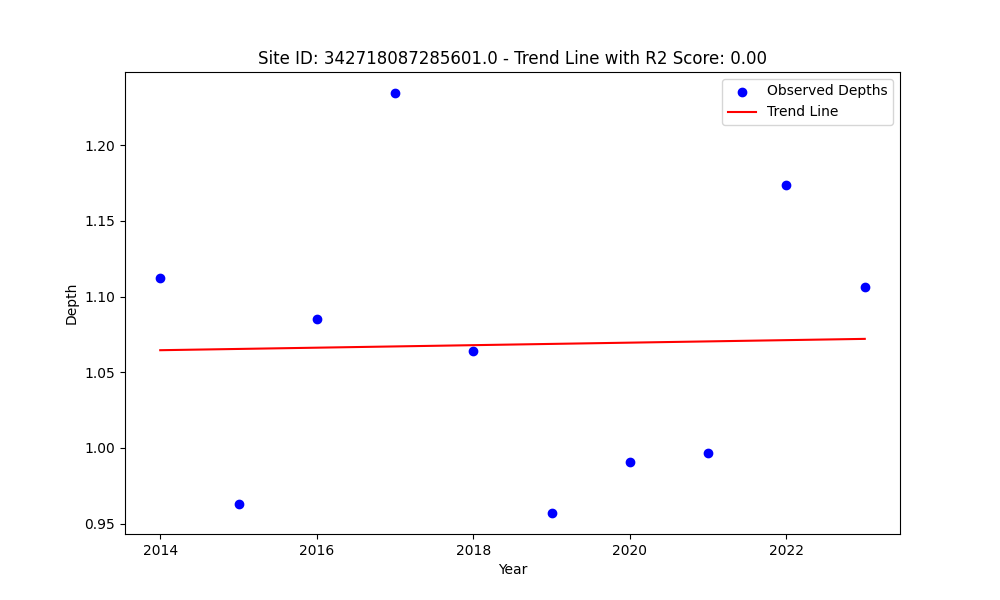 Site ID: 342718087285601.0 - Trend Line with R2 Score: 0.00
Observed Depths
Trend Line
1.20
1.15
1.10
1.05
1.00
0.95
Depth
2014
2016
2018
2020
2022
Year